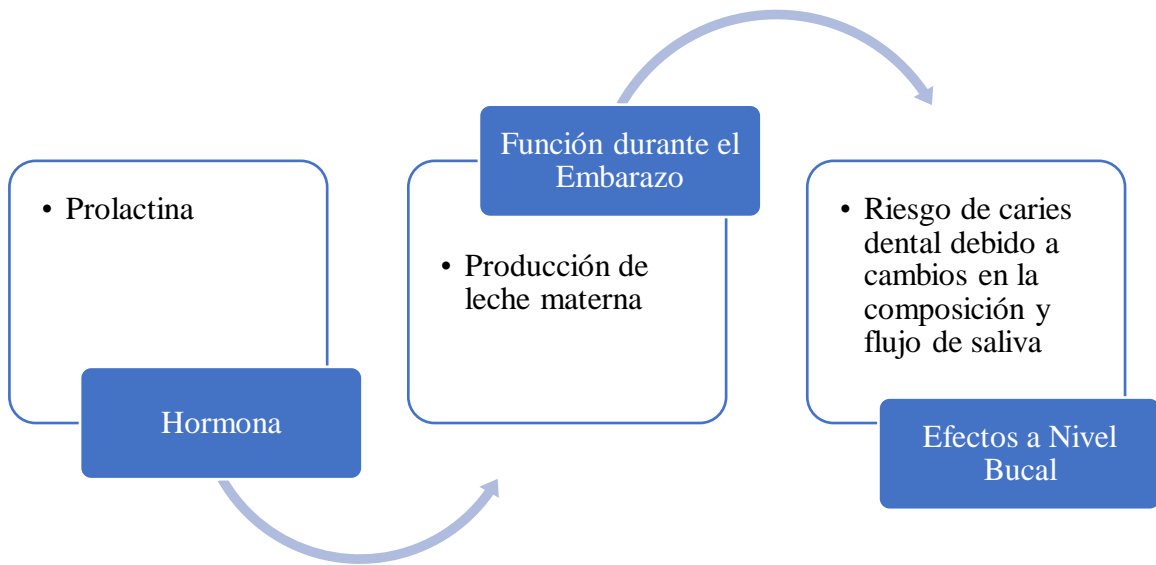 • Prolactina
Hormona
Función durante el
Embarazo
• Producción de
leche materna
• Riesgo de caries
dental debido a
cambios en la
composición y
flujo de saliva
Efectos a Nivel
Bucal